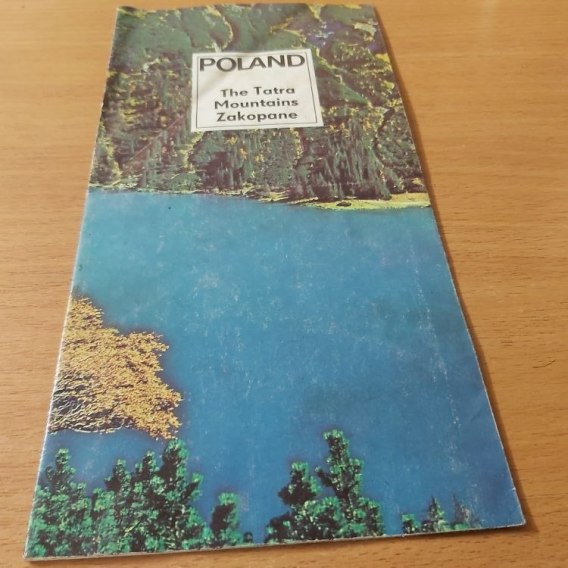 POLAND
The Tatra
Mountains
Zakopane